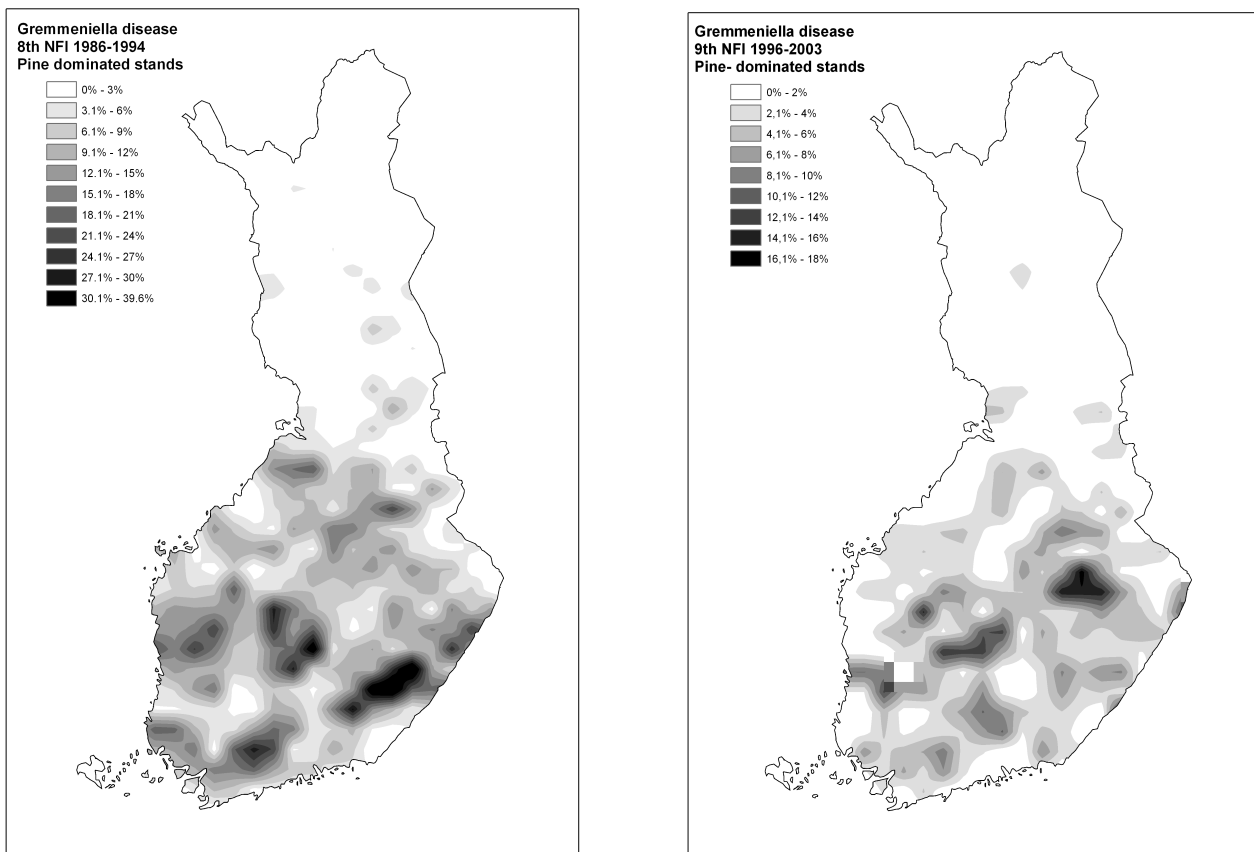 Gremmeniella disease
8th NFI 1986-1994
Pine dominated stands
0% - 3%
3.1% - 6%
6.1% - 9%
9.1% - 12%
12.1% - 15%
15.1% - 18%
18.1% - 21%
21.1% - 24%
24.1% - 27%
27.1% - 30%
30.1% - 39.6%
Gremmeniella disease
9th NFI 1996-2003
Pine- dominated stands
0% - 2%
2,1% - 4%
4,1% - 6%
6,1% - 8%
8,1% - 10%
10,1% - 12%
12,1% - 14%
14,1% - 16%
16,1% - 18%